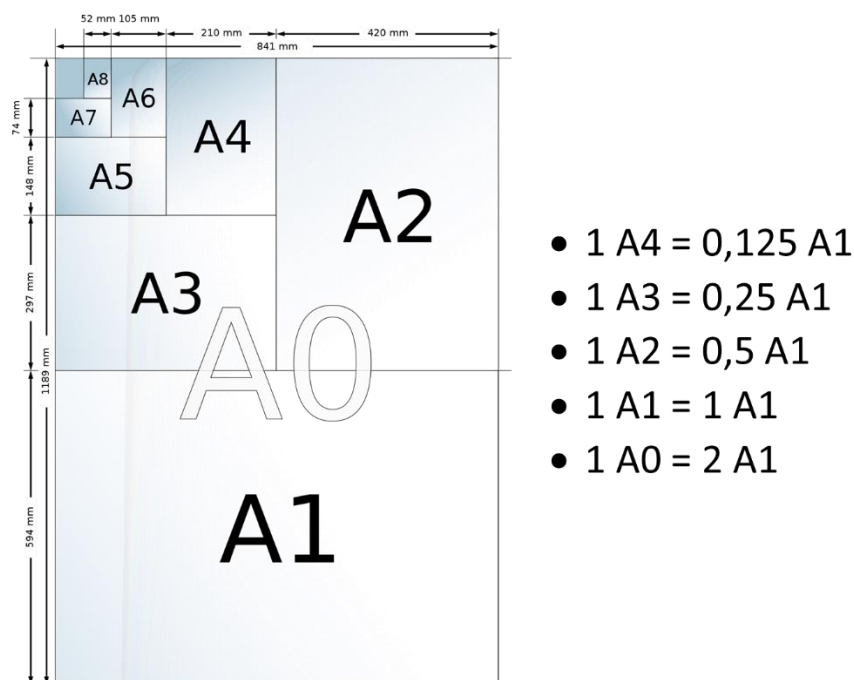 52 mm 105 mm
210 mm
420 mm
841 mm
A8
A6
A7
A4
A5
A2
74 mm
148 mm
A3
297 mm
1189 mm
A0
A1
594 mm
• 1 A4 = 0,125 A1
• 1 A3 = 0,25 A1
• 1 A2 = 0,5 A1
• 1 A1 = 1 A1
• 1 A0 = 2 A1